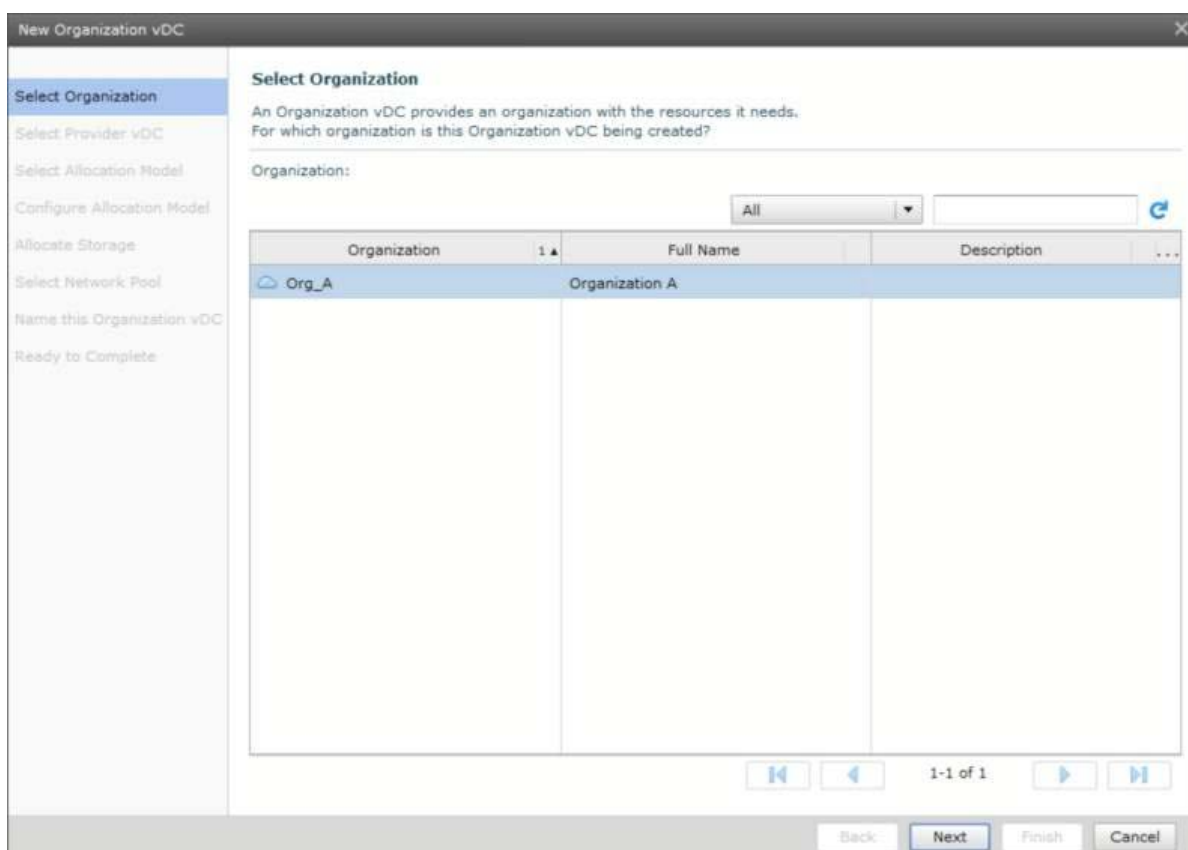 New Organization vDC
Select Organization
Select Provider vDC
Select Allocation Model
Configure Allocation Model
Allocate Storage
Select Network Pool
Name this Organization vDC
Ready to Complete
Select Organization
An Organization vDC provides an organization with the resources it needs.
For which organization is this Organization vDC being created?
Organization:
All
Organization 1 ▲ Full Name Description ...
Org_A Organization A
1-1 of 1
Back Next Finish Cancel